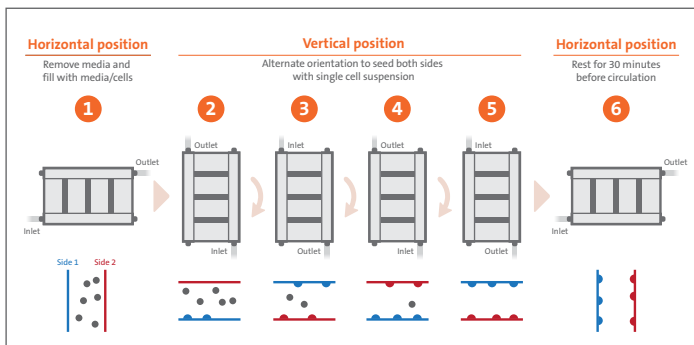 Horizontal position
Remove media and
fill with media/cells
Vertical position
Alternate orientation to seed both sides
with single cell suspension
Horizontal position
Rest for 30 minutes
before circulation
1
2
3
4
5
6
Outlet
Inlet
Outlet
Inlet
Inlet
Outlet
Outlet
Inlet
Inlet
Outlet
Outlet
Inlet
Side 1
Side 2